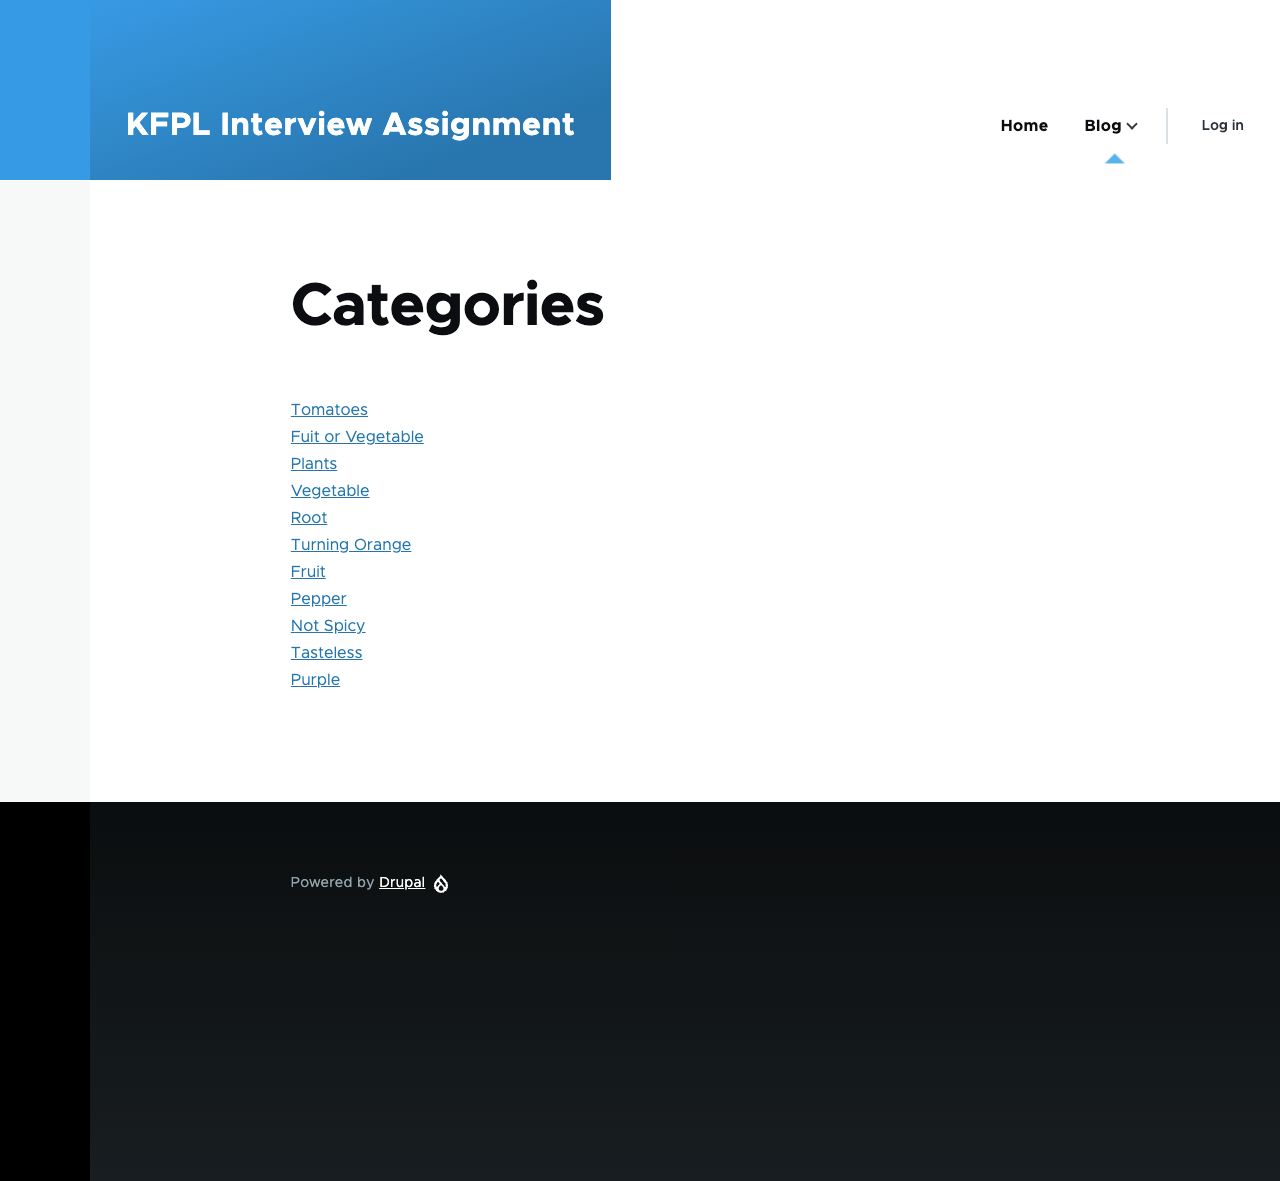 KFPL Interview Assignment
Home
Blog
Log in
Categories
Tomatoes
Fuit or Vegetable
Plants
Vegetable
Root
Turning Orange
Fruit
Pepper
Not Spicy
Tasteless
Purple
Powered by Drupal